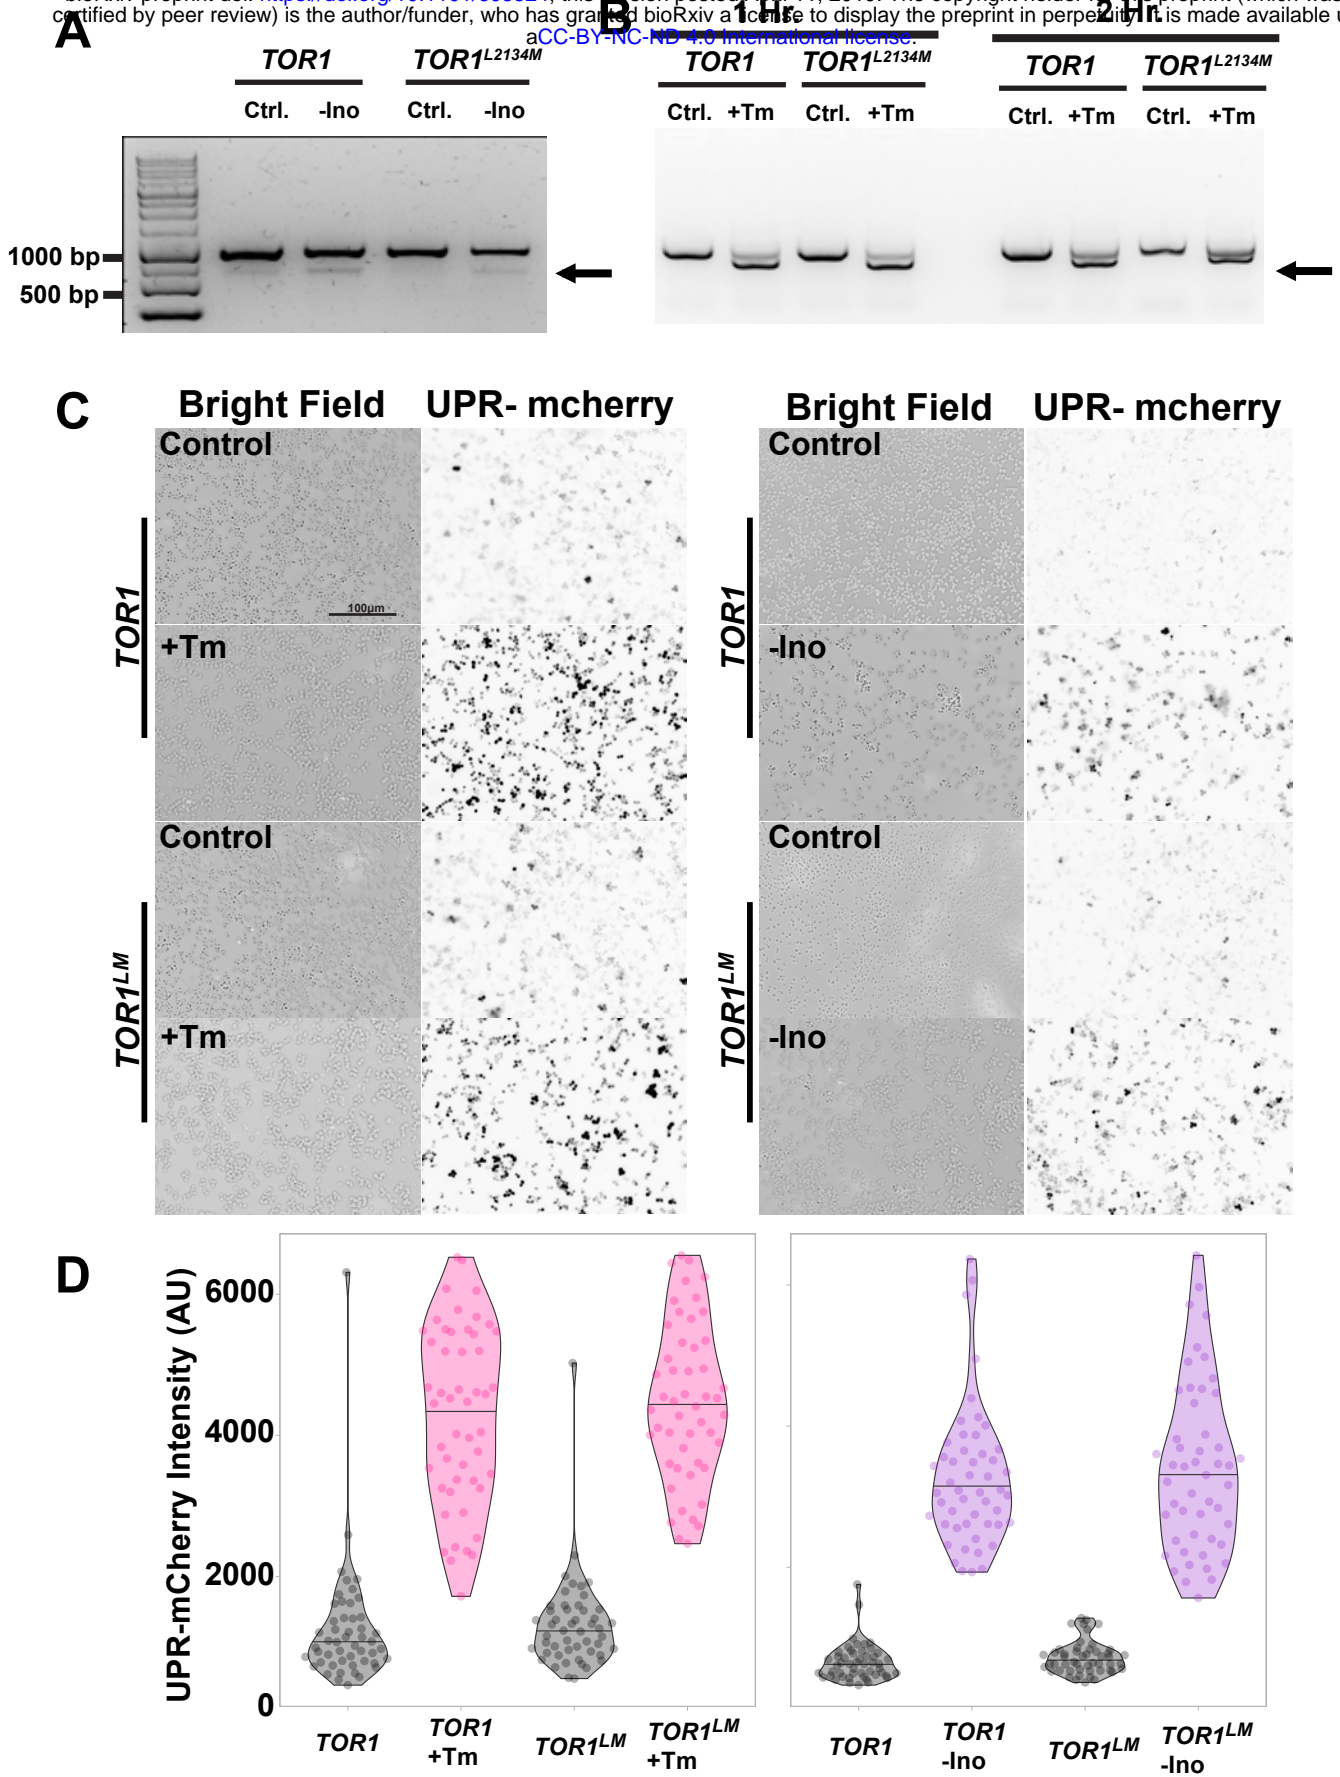 certified by peer review) is the author/funder, who has granted bioRxiv a license to display the preprint in perpetuity. It is made available
aCC-BY-NC-ND 4.0 International license.
A
TOR1 TOR1L2134M
Ctrl. -Ino Ctrl. -Ino
1000 bp
500 bp
B
1 Hr. 2 Hr.
TOR1 TOR1L2134M TOR1 TOR1L2134M
Ctrl. +Tm Ctrl. +Tm Ctrl. +Tm Ctrl. +Tm
C
Bright Field UPR- mcherry Bright Field UPR- mcherry
Control Control
100µm
TOR1 TOR1
+Tm -Ino
Control Control
TOR1LM TOR1LM
+Tm -Ino
D
UPR-mCherry Intensity (AU)
6000
4000
2000
0
TOR1 TOR1 +Tm TOR1LM TOR1LM +Tm
TOR1 TOR1 -Ino TOR1LM TOR1LM -Ino